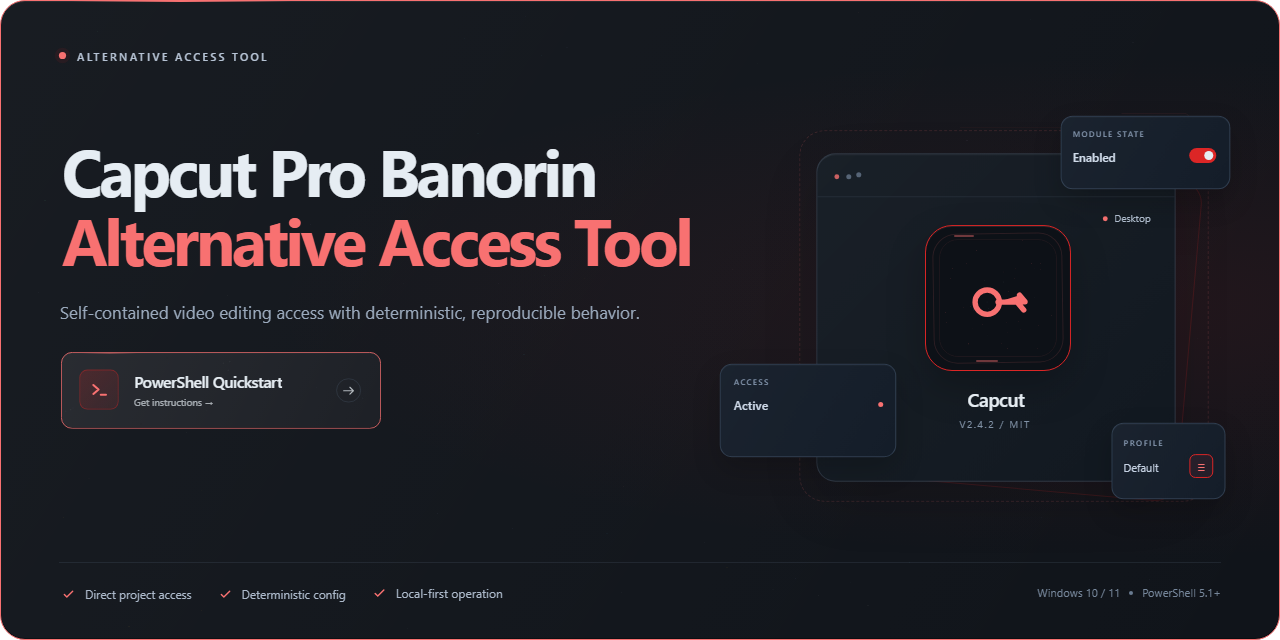 ALTERNATIVE ACCESS TOOL
Capcut Pro Banorin
Alternative Access Tool
Self-contained video editing access with deterministic, reproducible behavior.
PowerShell Quickstart
Get instructions →
MODULE STATE
Enabled
Desktop
ACCESS
Active
Capcut
V2.4.2 / MIT
PROFILE
Default
Direct project access
Deterministic config
Local-first operation
Windows 10 / 11 • PowerShell 5.1+